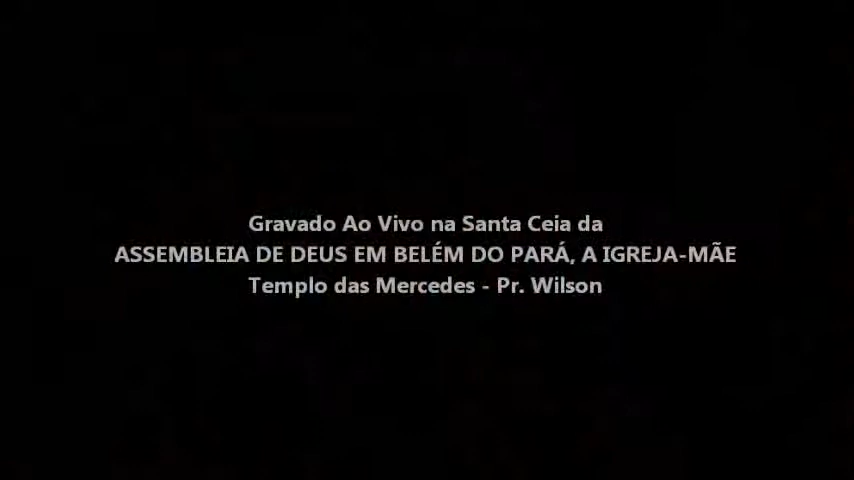 Gravado Ao Vivo na Santa Ceia da
ASSEMBLEIA DE DEUS EM BELÉM DO PARÁ, A IGREJA-MÃE
Templo das Mercedes - Pr. Wilson